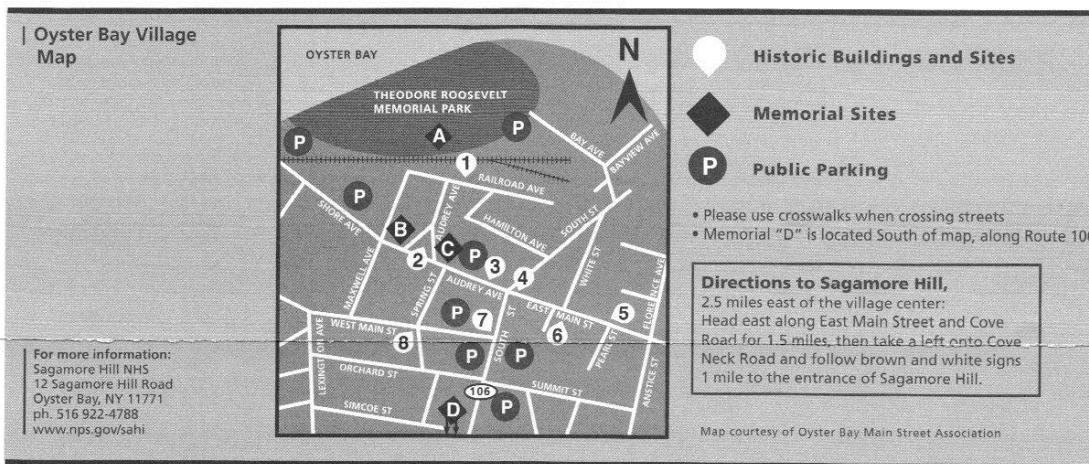 Oyster Bay Village
Map
For more information:
Sagamore Hill NHS
12 Sagamore Hill Road
Oyster Bay, NY 11771
ph. 516 922-4788
www.nps.gov/sahi
OYSTER BAY
N
THEODORE ROOSEVELT
MEMORIAL PARK
P
P
A
BAY AVE
BAYVIEW AVE
1
RAILROAD AVE
P
SHORE AVE
AUDREY AVE
HAMILTON AVE
SOUTH ST
B
C
P
2
3
4
WHITE ST
MAXWELL AVE
SPRING ST
AUDREY AVE
FLORENCE AVE
EAST MAIN ST
5
P
7
6
WEST MAIN ST
8
SOUTH ST
PEARL ST
LEXINGTON AVE
P
P
ORCHARD ST
SUMMIT ST
ANSTICE ST
106
SIMCOE ST
D
P
Historic Buildings and Sites
Memorial Sites
P
Public Parking
• Please use crosswalks when crossing streets
• Memorial "D" is located South of map, along Route 106
Directions to Sagamore Hill,
2.5 miles east of the village center:
Head east along East Main Street and Cove
Road for 1.5 miles, then take a left onto Cove
Neck Road and follow brown and white signs
1 mile to the entrance of Sagamore Hill.
Map courtesy of Oyster Bay Main Street Association